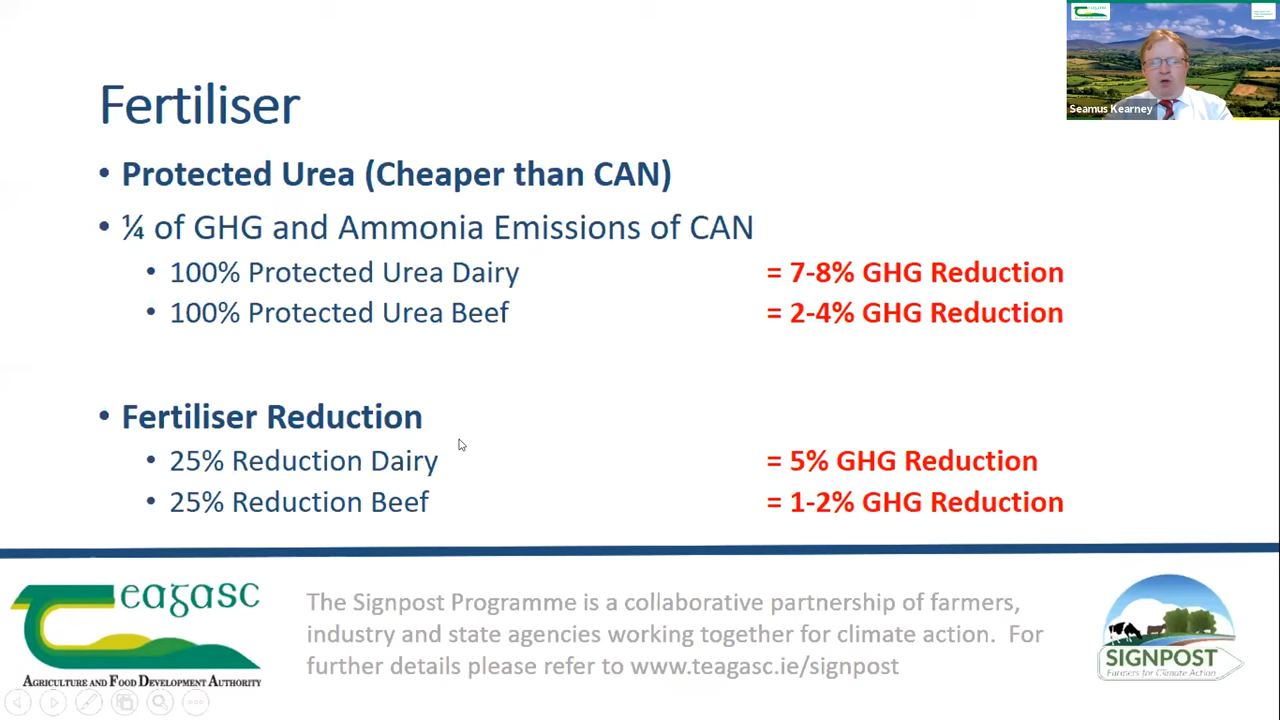 Fertiliser
• Protected Urea (Cheaper than CAN)
• ¼ of GHG and Ammonia Emissions of CAN
• 100% Protected Urea Dairy = 7-8% GHG Reduction
• 100% Protected Urea Beef = 2-4% GHG Reduction
• Fertiliser Reduction
• 25% Reduction Dairy = 5% GHG Reduction
• 25% Reduction Beef = 1-2% GHG Reduction
Seamus Kearney
eagasc
AGRICULTURE AND FOOD DEVELOPMENT AUTHORITY
The Signpost Programme is a collaborative partnership of farmers,
industry and state agencies working together for climate action. For
further details please refer to www.teagasc.ie/signpost
SIGNPOST
Farmers for Climate Action